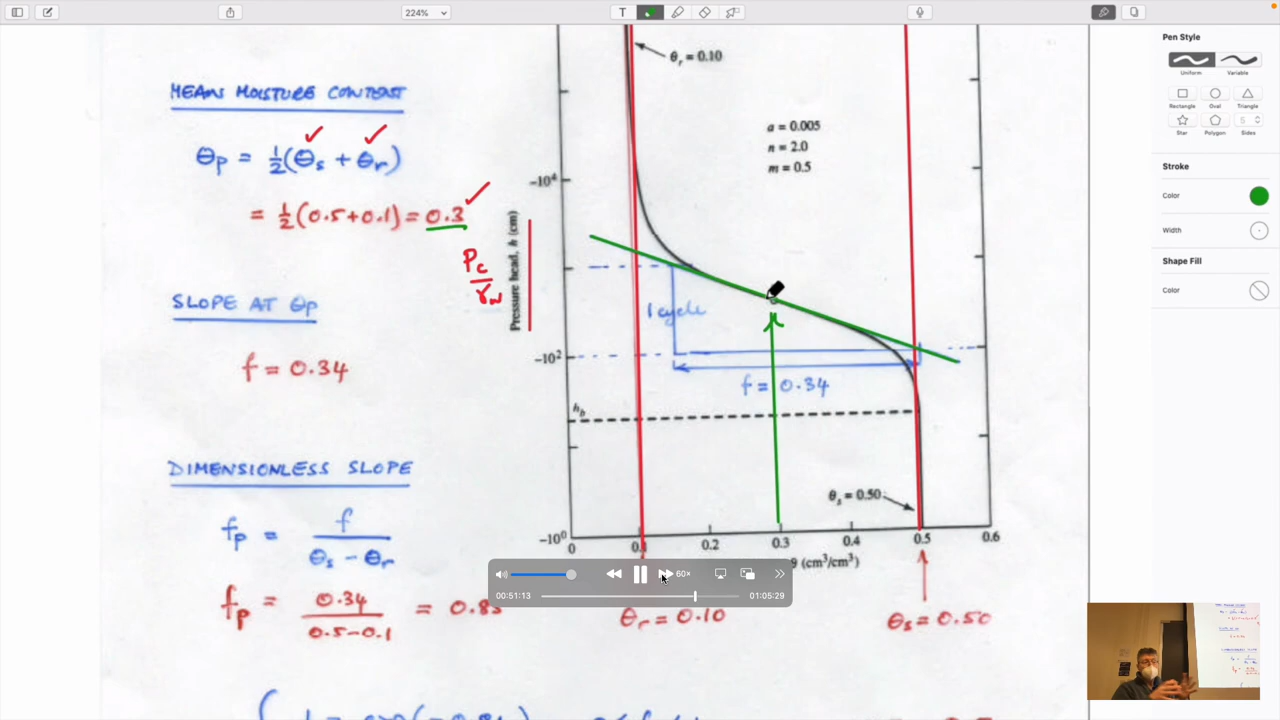 224%
T
Pen Style
Uniform
Variable
Rectangle
Oval
Triangle
Star
Polygon
5
Sides
Stroke
Color
Width
Shape Fill
Color
MEAN MOISTURE CONTENT
θp = ½(θs + θr)
= ½(0.5+0.1) = 0.3
Pc
γw
SLOPE AT θp
f = 0.34
DIMENSIONLESS SLOPE
fp = f
θs - θr
fp = 0.34 = 0.85
0.5-0.1
θr = 0.10
a = 0.005
n = 2.0
m = 0.5
-10⁴
Pressure head, h (cm)
1 cycle
-10²
f = 0.34
hb
θs = 0.50
-10⁰
0 0.1 0.2 0.3 0.4 0.5 0.6
θ (cm³/cm³)
60×
00:51:13
01:05:29
θr = 0.10
θs = 0.50